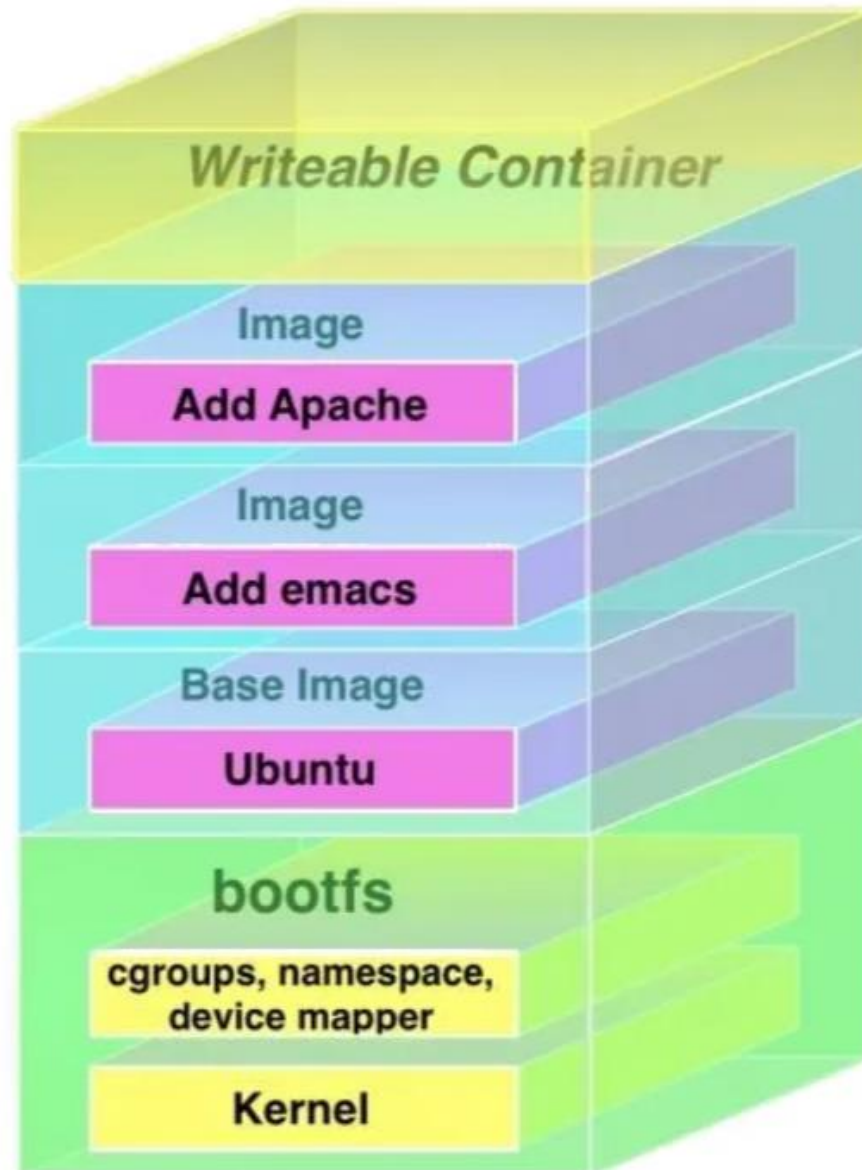 Writeable Container
Image
Add Apache
Image
Add emacs
Base Image
Ubuntu
bootfs
cgroups, namespace,
device mapper
Kernel